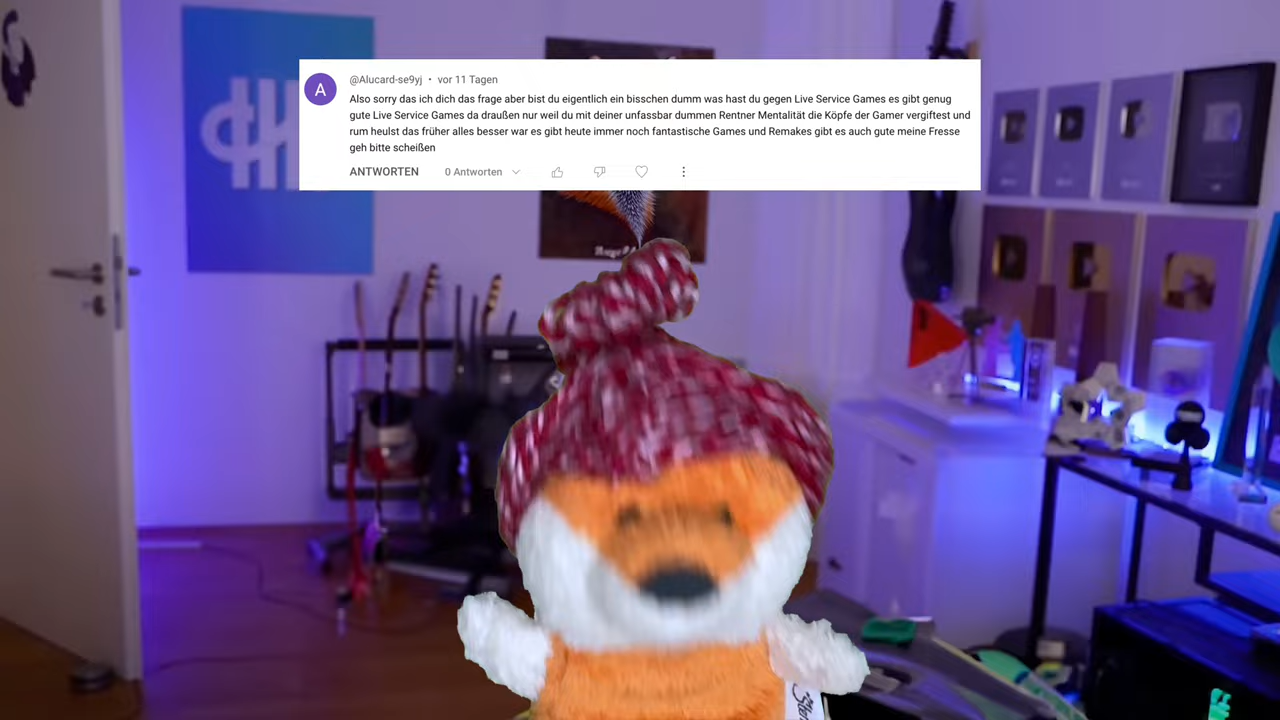 @Alucard-se9yj • vor 11 Tagen
A
Also sorry das ich dich das frage aber bist du eigentlich ein bisschen dumm was hast du gegen Live Service Games es gibt genug
gute Live Service Games da draußen nur weil du mit deiner unfassbar dummen Rentner Mentalität die Köpfe der Gamer vergiftest und
rum heulst das früher alles besser war es gibt heute immer noch fantastische Games und Remakes gibt es auch gute meine Fresse
geh bitte scheißen
ANTWORTEN 0 Antworten